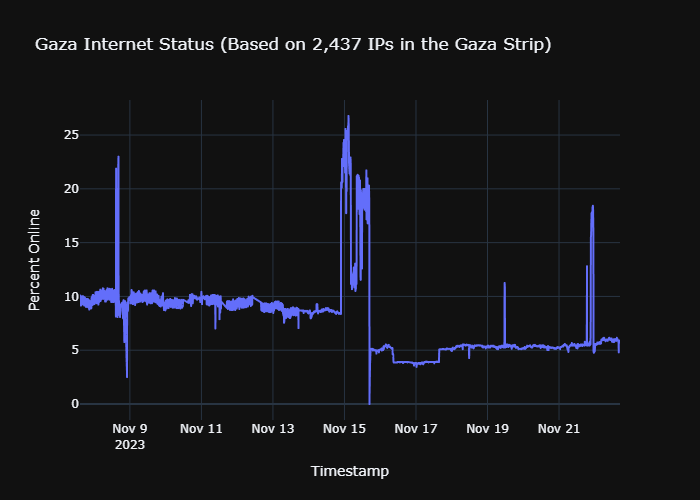 Gaza Internet Status (Based on 2,437 IPs in the Gaza Strip)
25
20
15
10
5
0
Percent Online
Nov 9 Nov 11 Nov 13 Nov 15 Nov 17 Nov 19 Nov 21
2023
Timestamp